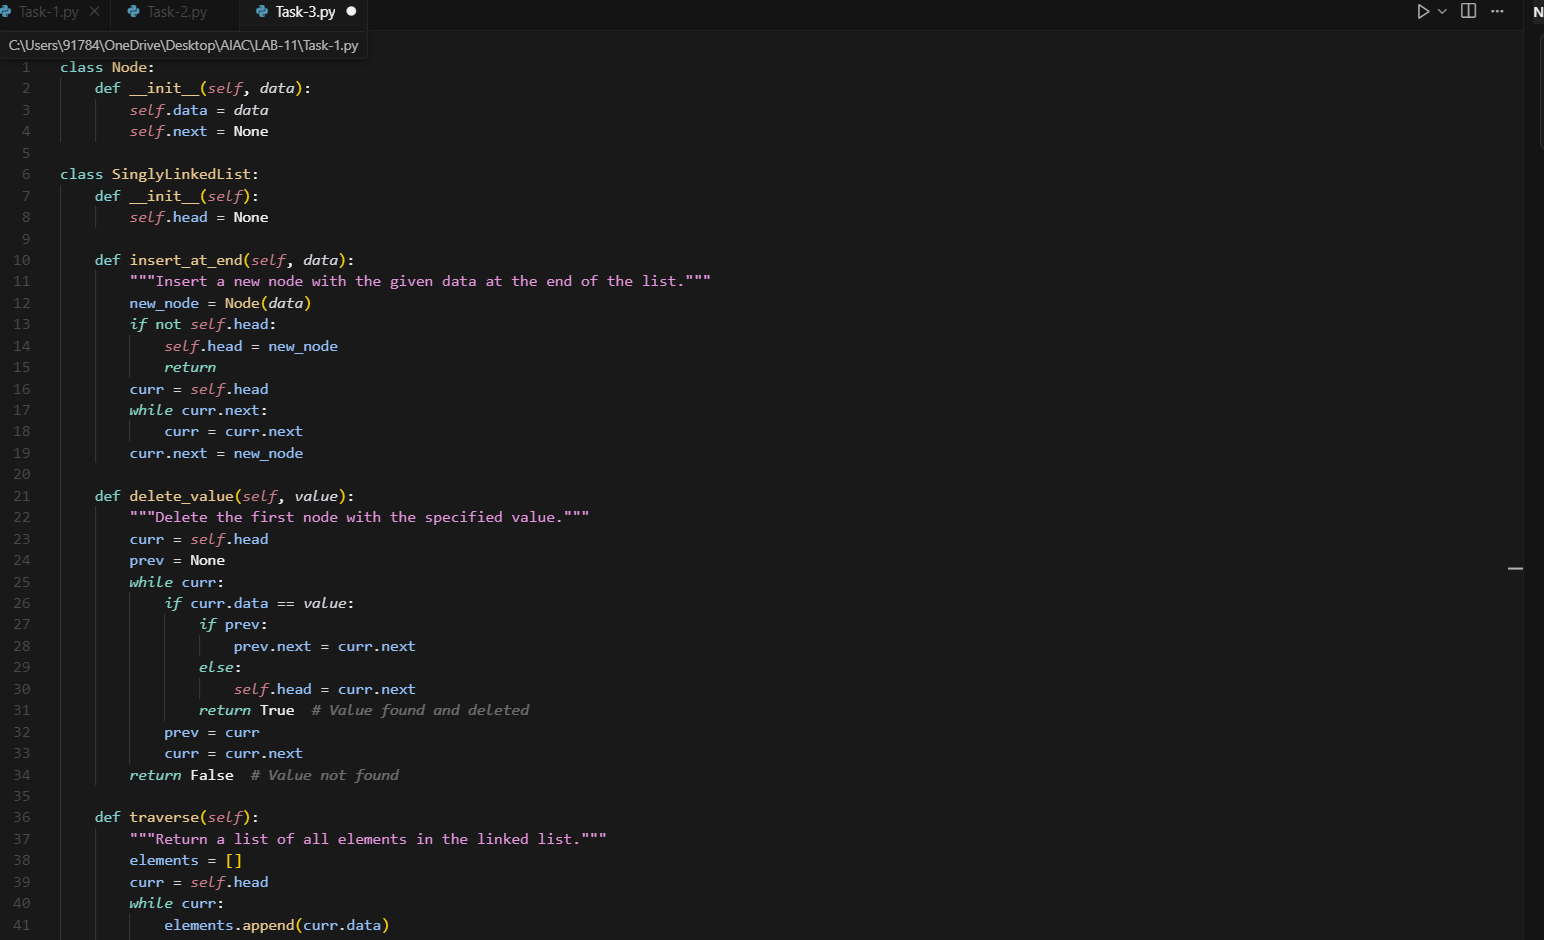 Task-1.py Task-2.py Task-3.py
C:\Users\91784\OneDrive\Desktop\AIAC\LAB-11\Task-1.py
1 class Node:
2     def __init__(self, data):
3         self.data = data
4         self.next = None
5
6 class SinglyLinkedList:
7     def __init__(self):
8         self.head = None
9
10     def insert_at_end(self, data):
11         """Insert a new node with the given data at the end of the list."""
12         new_node = Node(data)
13         if not self.head:
14             self.head = new_node
15             return
16         curr = self.head
17         while curr.next:
18             curr = curr.next
19         curr.next = new_node
20
21     def delete_value(self, value):
22         """Delete the first node with the specified value."""
23         curr = self.head
24         prev = None
25         while curr:
26             if curr.data == value:
27                 if prev:
28                     prev.next = curr.next
29                 else:
30                     self.head = curr.next
31                 return True  # Value found and deleted
32             prev = curr
33             curr = curr.next
34         return False  # Value not found
35
36     def traverse(self):
37         """Return a list of all elements in the linked list."""
38         elements = []
39         curr = self.head
40         while curr:
41             elements.append(curr.data)